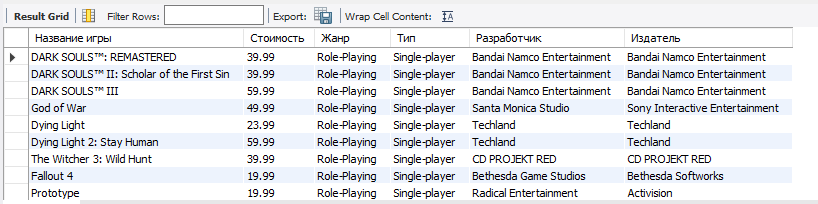 Result Grid Filter Rows: Export: Wrap Cell Content:
Название игры Стоимость Жанр Тип Разработчик Издатель
DARK SOULS™: REMASTERED 39.99 Role-Playing Single-player Bandai Namco Entertainment Bandai Namco Entertainment
DARK SOULS™ II: Scholar of the First Sin 39.99 Role-Playing Single-player Bandai Namco Entertainment Bandai Namco Entertainment
DARK SOULS™ III 59.99 Role-Playing Single-player Bandai Namco Entertainment Bandai Namco Entertainment
God of War 49.99 Role-Playing Single-player Santa Monica Studio Sony Interactive Entertainment
Dying Light 23.99 Role-Playing Single-player Techland Techland
Dying Light 2: Stay Human 59.99 Role-Playing Single-player Techland Techland
The Witcher 3: Wild Hunt 39.99 Role-Playing Single-player CD PROJEKT RED CD PROJEKT RED
Fallout 4 19.99 Role-Playing Single-player Bethesda Game Studios Bethesda Softworks
Prototype 19.99 Role-Playing Single-player Radical Entertainment Activision